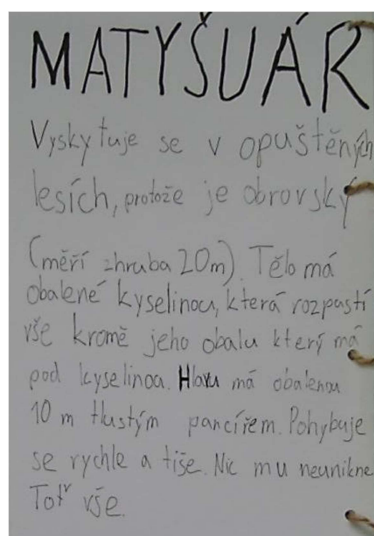 MATYŠUÁR
Vyskytuje se v opuštěných
lesích, protože je obrovský
(měří zhruba 20m). Tělo má
obalené kyselinou, která rozpastí
vše kromě jeho obalu který má
pod kyselinou. Hlavu má obalenou
10 m tlustým pancířem. Pohybuje
se rychle a tiše. Nic mu neunikne
Toť vše.